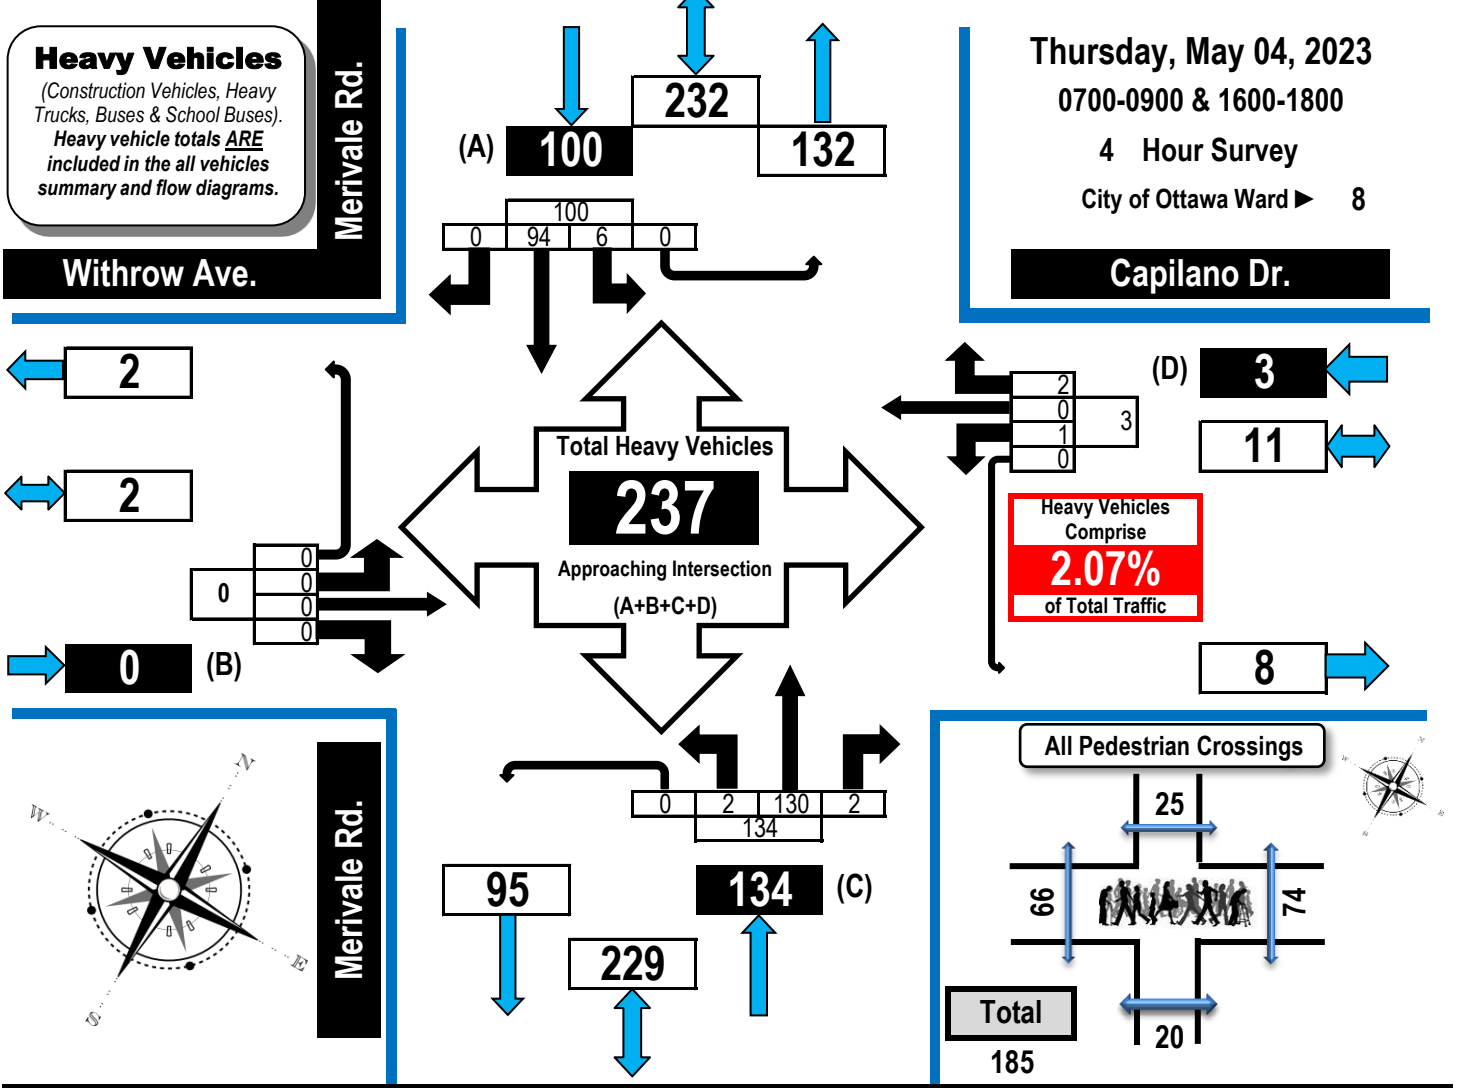 Heavy Vehicles
(Construction Vehicles, Heavy
Trucks, Buses & School Buses).
Heavy vehicle totals ARE
included in the all vehicles
summary and flow diagrams.
Merivale Rd.
Withrow Ave.
232
(A) 100
132
100
0 94 6 0
Thursday, May 04, 2023
0700-0900 & 1600-1800
4 Hour Survey
City of Ottawa Ward ► 8
Capilano Dr.
2
2
0
0
0
0
0
0 (B)
Total Heavy Vehicles
237
Approaching Intersection
(A+B+C+D)
2
0
1
0
3
(D) 3
11
Heavy Vehicles
Comprise
2.07%
of Total Traffic
8
Merivale Rd.
N
W
E
S
0 2 130 2
134
95
134 (C)
229
All Pedestrian Crossings
25
66
74
20
Total
185